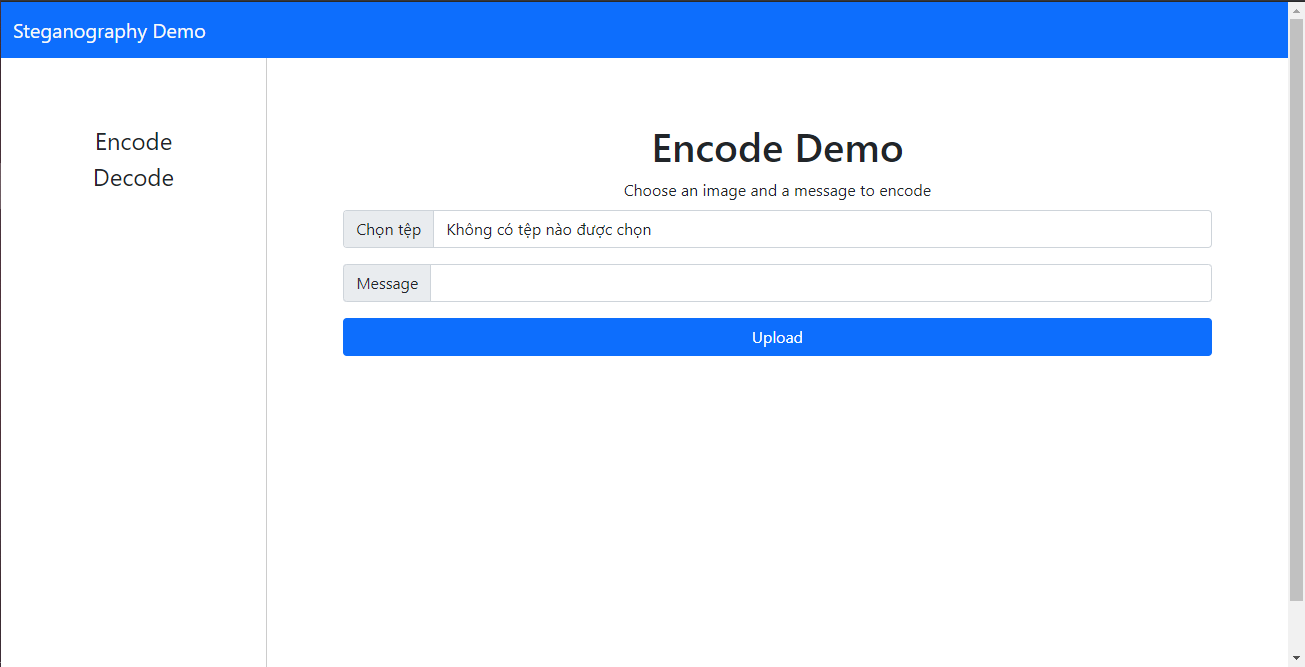 Steganography Demo
Encode
Decode
Encode Demo
Choose an image and a message to encode
Chọn tệp Không có tệp nào được chọn
Message
Upload